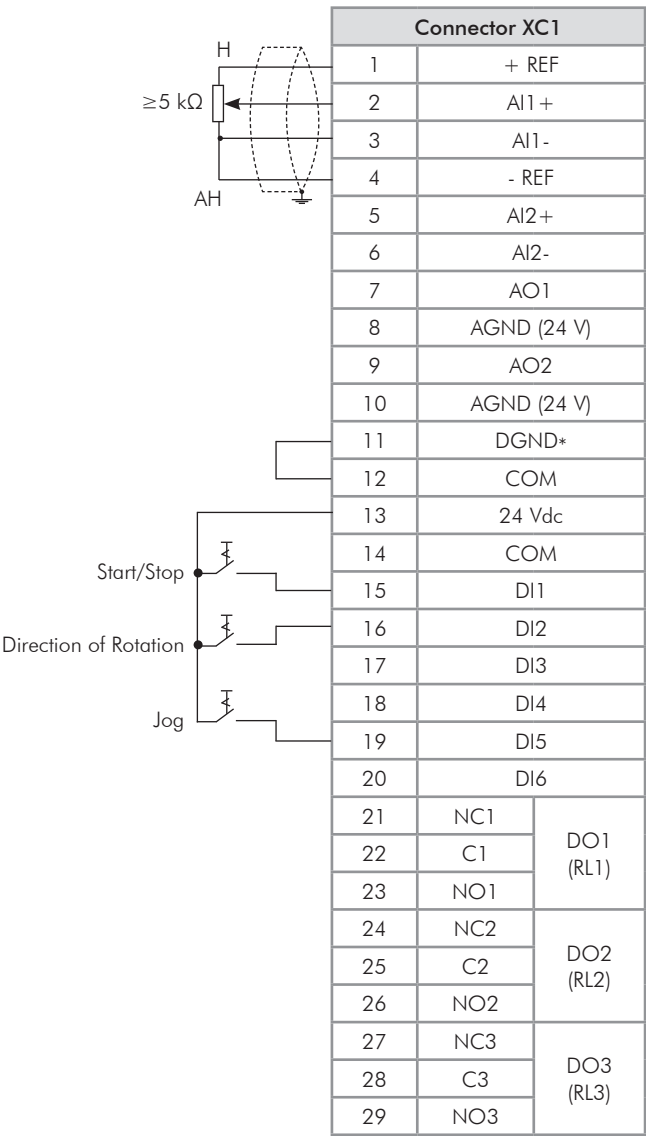 Connector XC1
H
1 + REF
≥5 kΩ
2 AI1+
3 AI1-
4 - REF
AH
5 AI2+
6 AI2-
7 AO1
8 AGND (24 V)
9 AO2
10 AGND (24 V)
11 DGND*
12 COM
13 24 Vdc
14 COM
Start/Stop
15 DI1
16 DI2
Direction of Rotation
17 DI3
18 DI4
Jog
19 DI5
20 DI6
21 NC1
22 C1
23 NO1
DO1
(RL1)
24 NC2
25 C2
26 NO2
DO2
(RL2)
27 NC3
28 C3
29 NO3
DO3
(RL3)